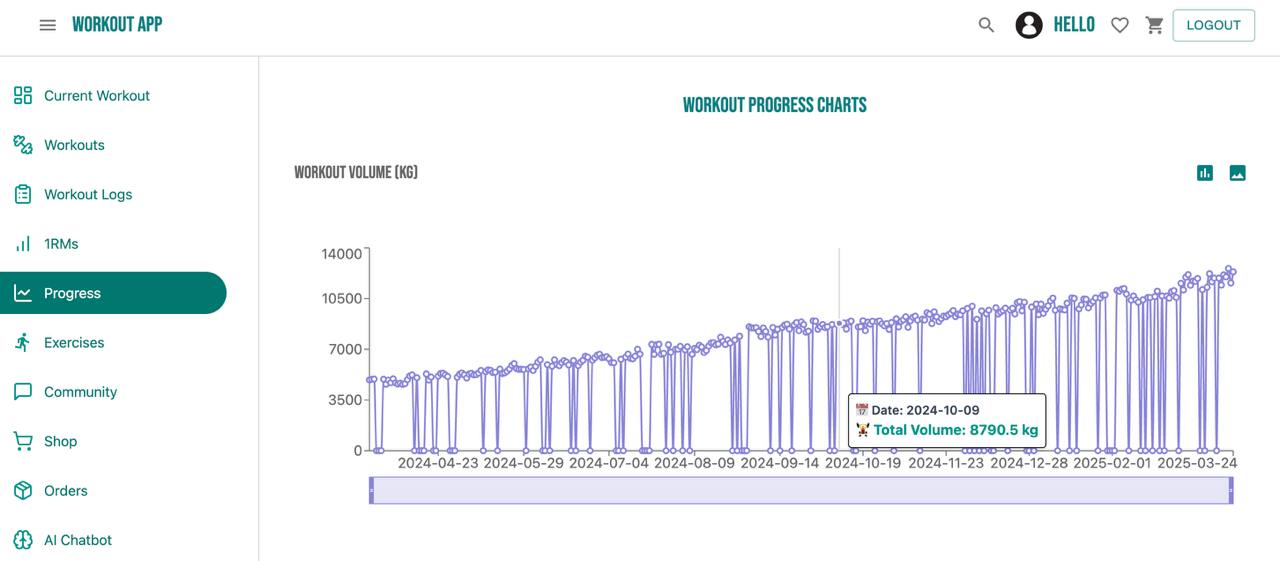 WORKOUT APP
HELLO
LOGOUT
Current Workout
Workouts
Workout Logs
1RMs
Progress
Exercises
Community
Shop
Orders
AI Chatbot
WORKOUT PROGRESS CHARTS
WORKOUT VOLUME (KG)
14000
10500
7000
3500
0
Date: 2024-10-09
Total Volume: 8790.5 kg
2024-04-23 2024-05-29 2024-07-04 2024-08-09 2024-09-14 2024-10-19 2024-11-23 2024-12-28 2025-02-01 2025-03-24